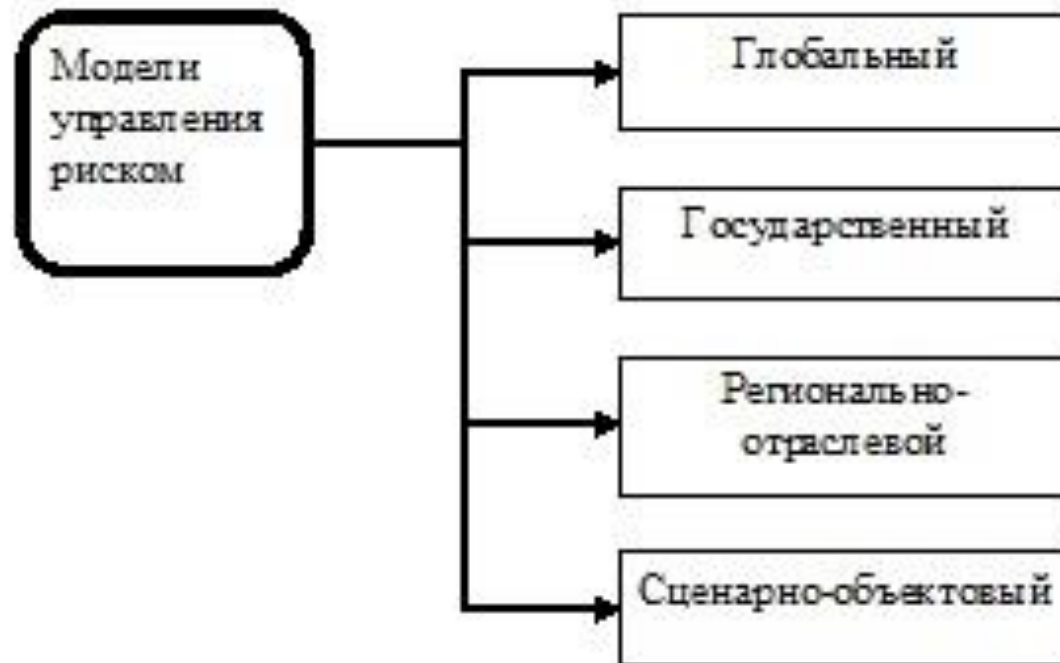 Модели
управления
риском
Глобальный
Государственный
Регионально-
отраслевой
Сценарно-объектовый